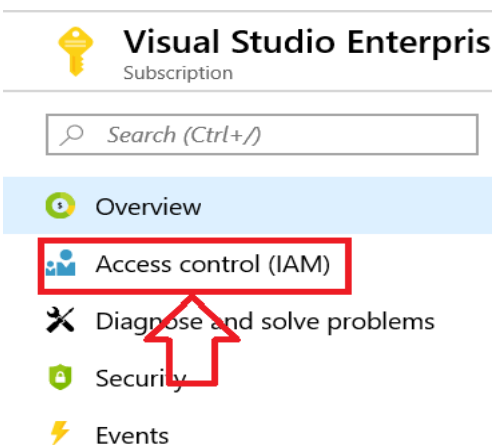 Visual Studio Enterpris
Subscription
Search (Ctrl+/)
Overview
Access control (IAM)
Diagnose and solve problems
Security
Events